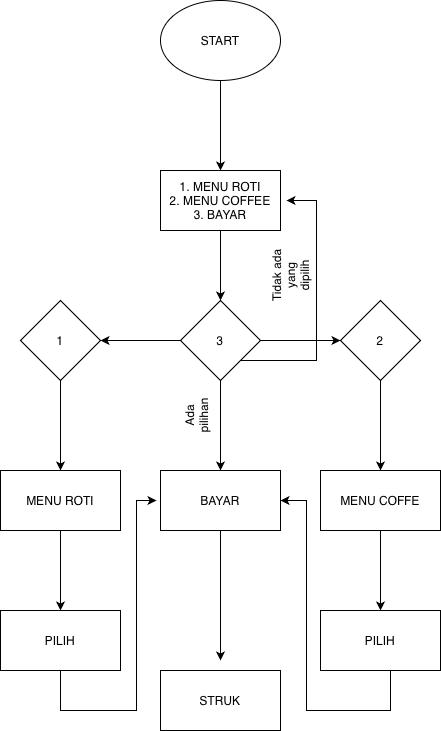 START
1. MENU ROTI
2. MENU COFFEE
3. BAYAR
Tidak ada
yang
dipilih
1
3
2
Ada
pilihan
MENU ROTI
BAYAR
MENU COFFE
PILIH
PILIH
STRUK